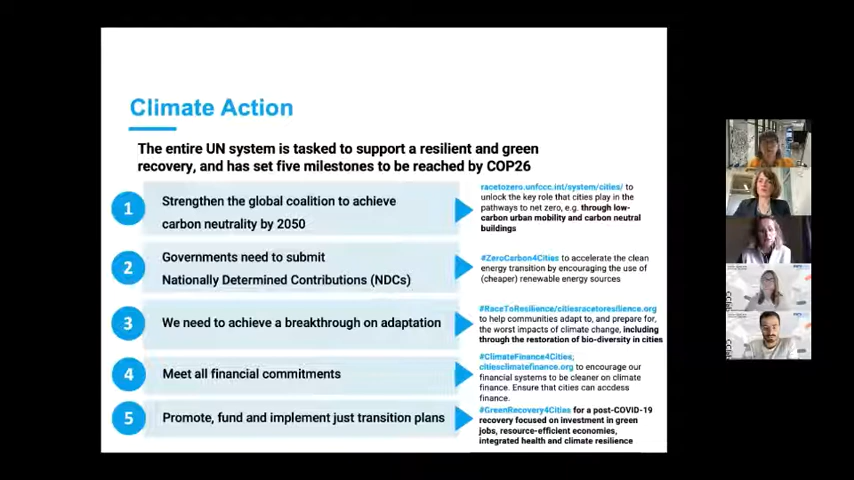 Climate Action
The entire UN system is tasked to support a resilient and green
recovery, and has set five milestones to be reached by COP26
1
Strengthen the global coalition to achieve
carbon neutrality by 2050
racetozero.unfccc.int/system/cities/ to
unlock the key role that cities play in the
pathways to net zero, e.g. through low-
carbon urban mobility and carbon neutral
buildings
2
Governments need to submit
Nationally Determined Contributions (NDCs)
#ZeroCarbon4Cities to accelerate the clean
energy transition by encouraging the use of
(cheaper) renewable energy sources
3
We need to achieve a breakthrough on adaptation
#RaceToResilience/citiesracetoresilience.org
to help communities adapt to, and prepare for,
the worst impacts of climate change, including
through the restoration of bio-diversity in cities
4
Meet all financial commitments
#ClimateFinance4Cities;
citiesclimatefinance.org to encourage our
financial systems to be cleaner on climate
finance. Ensure that cities can accdess
finance.
5
Promote, fund and implement just transition plans
#GreenRecovery4Cities for a post-COVID-19
recovery focused on investment in green
jobs, resource-efficient economies,
integrated health and climate resilience